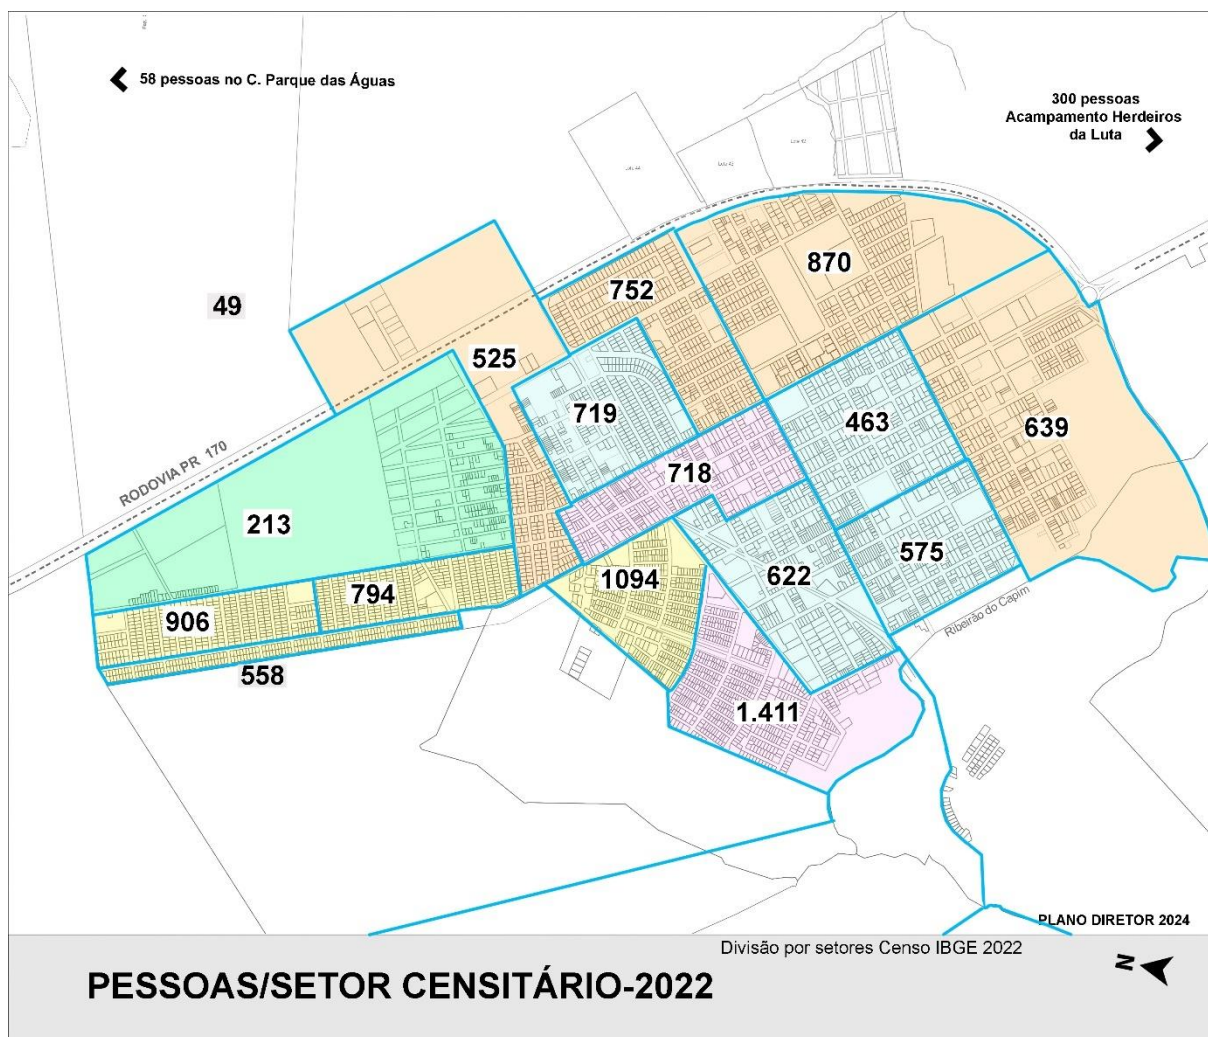 58 pessoas no C. Parque das Águas
300 pessoas
Acampamento Herdeiros
da Luta
Lote 44
870
752
49
525
719
463
639
718
RODOVIA PR 170
213
575
1094
622
794
906
Ribeirão do Capim
558
1.411
PLANO DIRETOR 2024
Divisão por setores Censo IBGE 2022
PESSOAS/SETOR CENSITÁRIO-2022
N